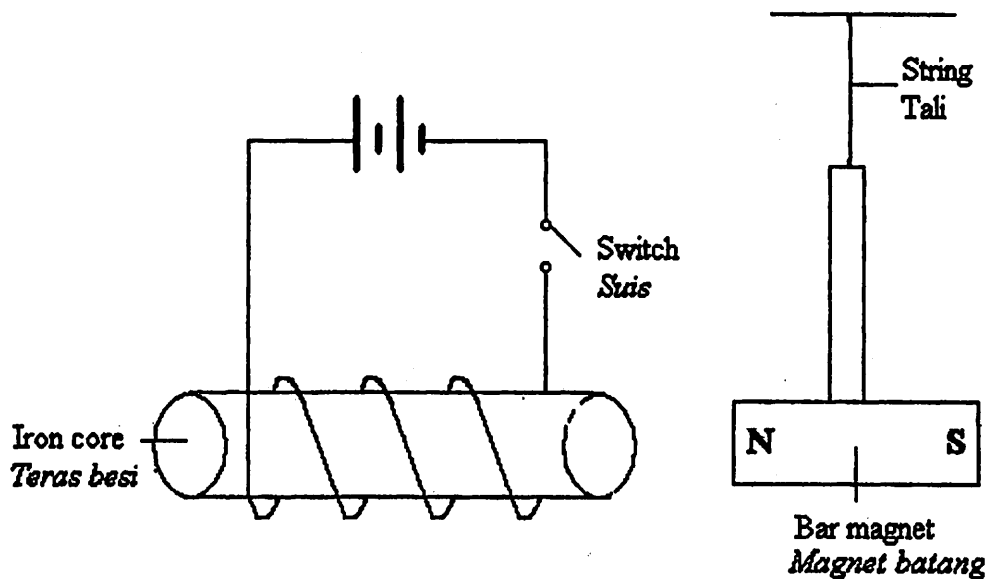 String
Tali
Switch
Suis
Iron core
Teras besi
N
S
Bar magnet
Magnet batang